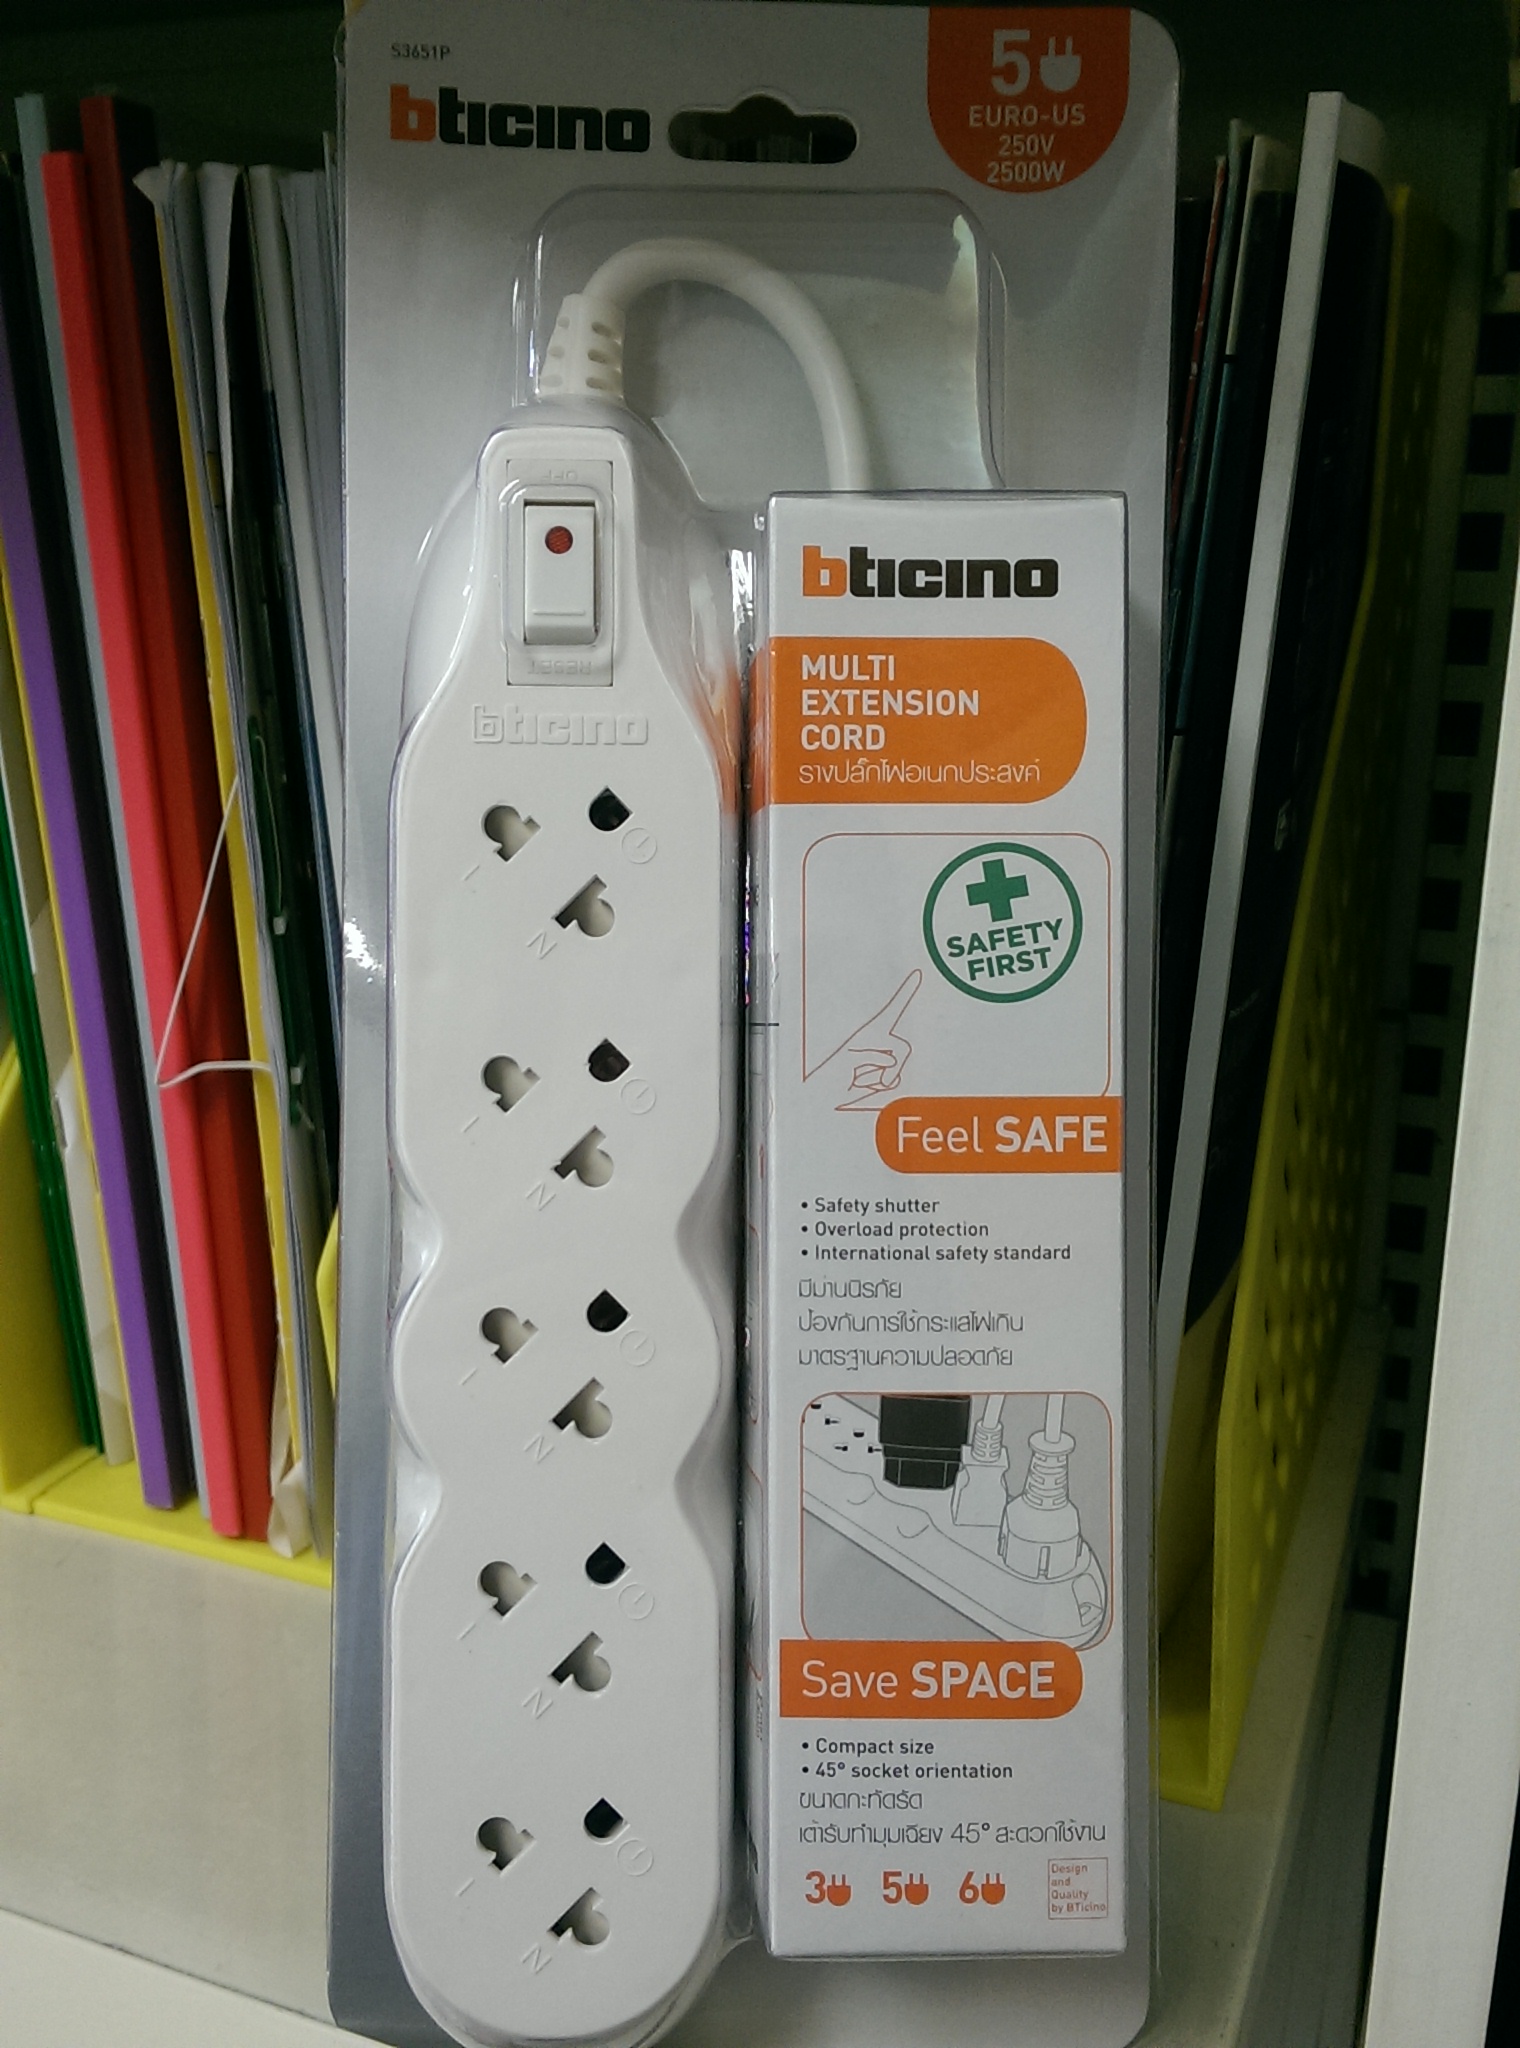 S3651P
bticino
5
EURO-US
250V
2500W
OFF
RESET
bticino
L
N
L
N
L
N
L
N
L
N
bticino
MULTI
EXTENSION
CORD
รางปลั๊กไฟอเนกประสงค์
SAFETY
FIRST
Feel SAFE
• Safety shutter
• Overload protection
• International safety standard
มีม่านนิรภัย
ป้องกันการใช้กระแสไฟเกิน
มาตรฐานความปลอดภัย
Save SPACE
• Compact size
• 45° socket orientation
ขนาดกะทัดรัด
เต้ารับทำมุมเฉียง 45° สะดวกใช้งาน
3 5 6
Design
and
Quality
by BTicino